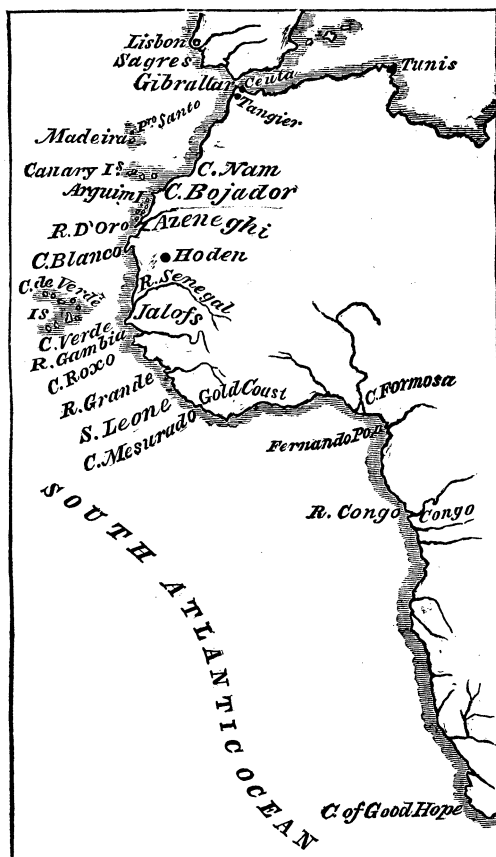 Lisbon
Sagres
Gibraltar
Ceuta
Tunis
Tangier
Pto Santo
Madeira
Canary Is.
C. Nam
Arguim I.
C. Bojador
R. D'Oro
Azeneghi
C. Blanco
Hoden
C. de Verde
Is
R. Senegal
Jalofs
C. Verde
R. Gambia
C. Roxo
R. Grande
Gold Coust
C. Formosa
S. Leone
C. Mesurado
Fernando Po
R. Congo
Congo
SOUTH ATLANTIC OCEAN
C. of Good Hope